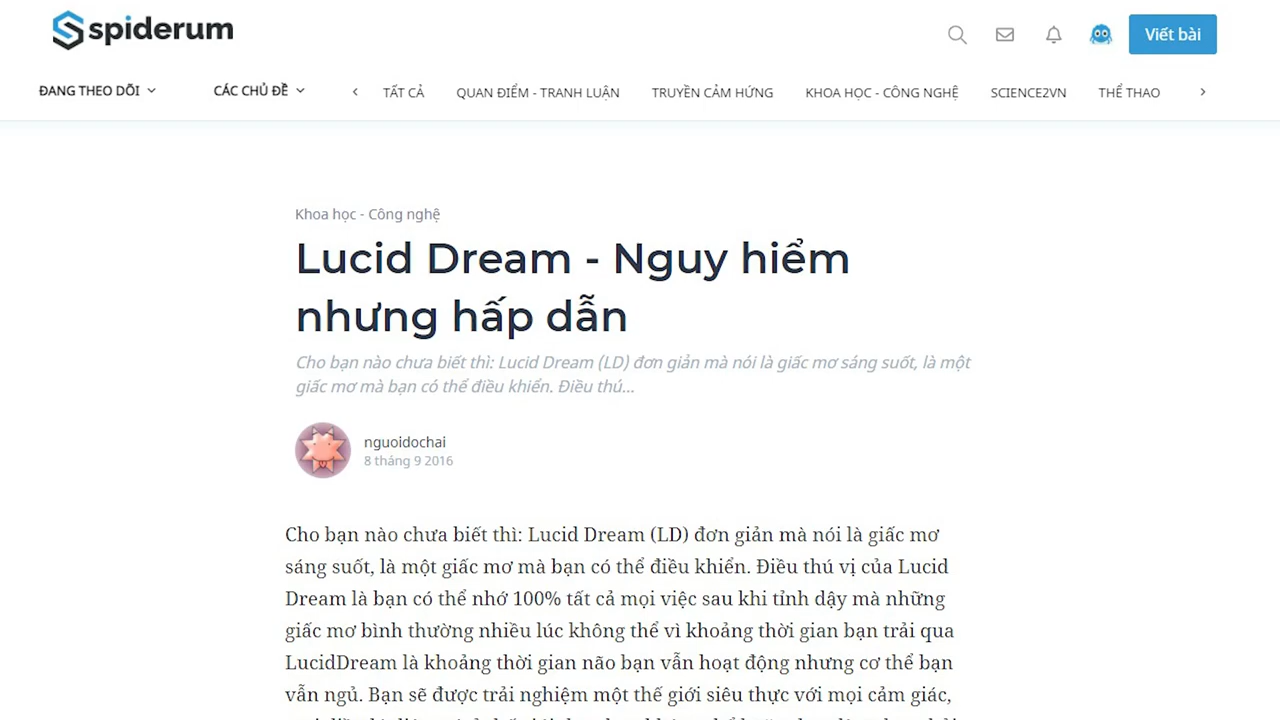 spiderum
Viết bài
ĐANG THEO DÕI
CÁC CHỦ ĐỀ
TẤT CẢ
QUAN ĐIỂM - TRANH LUẬN
TRUYỀN CẢM HỨNG
KHOA HỌC - CÔNG NGHỆ
SCIENCE2VN
THỂ THAO
Khoa học - Công nghệ
Lucid Dream - Nguy hiểm
nhưng hấp dẫn
Cho bạn nào chưa biết thì: Lucid Dream (LD) đơn giản mà nói là giấc mơ sáng suốt, là một
giấc mơ mà bạn có thể điều khiển. Điều thú...
nguoidochai
8 tháng 9 2016
Cho bạn nào chưa biết thì: Lucid Dream (LD) đơn giản mà nói là giấc mơ
sáng suốt, là một giấc mơ mà bạn có thể điều khiển. Điều thú vị của Lucid
Dream là bạn có thể nhớ 100% tất cả mọi việc sau khi tỉnh dậy mà những
giấc mơ bình thường nhiều lúc không thể vì khoảng thời gian bạn trải qua
LucidDream là khoảng thời gian não bạn vẫn hoạt động nhưng cơ thể bạn
vẫn ngủ. Bạn sẽ được trải nghiệm một thế giới siêu thực với mọi cảm giác,